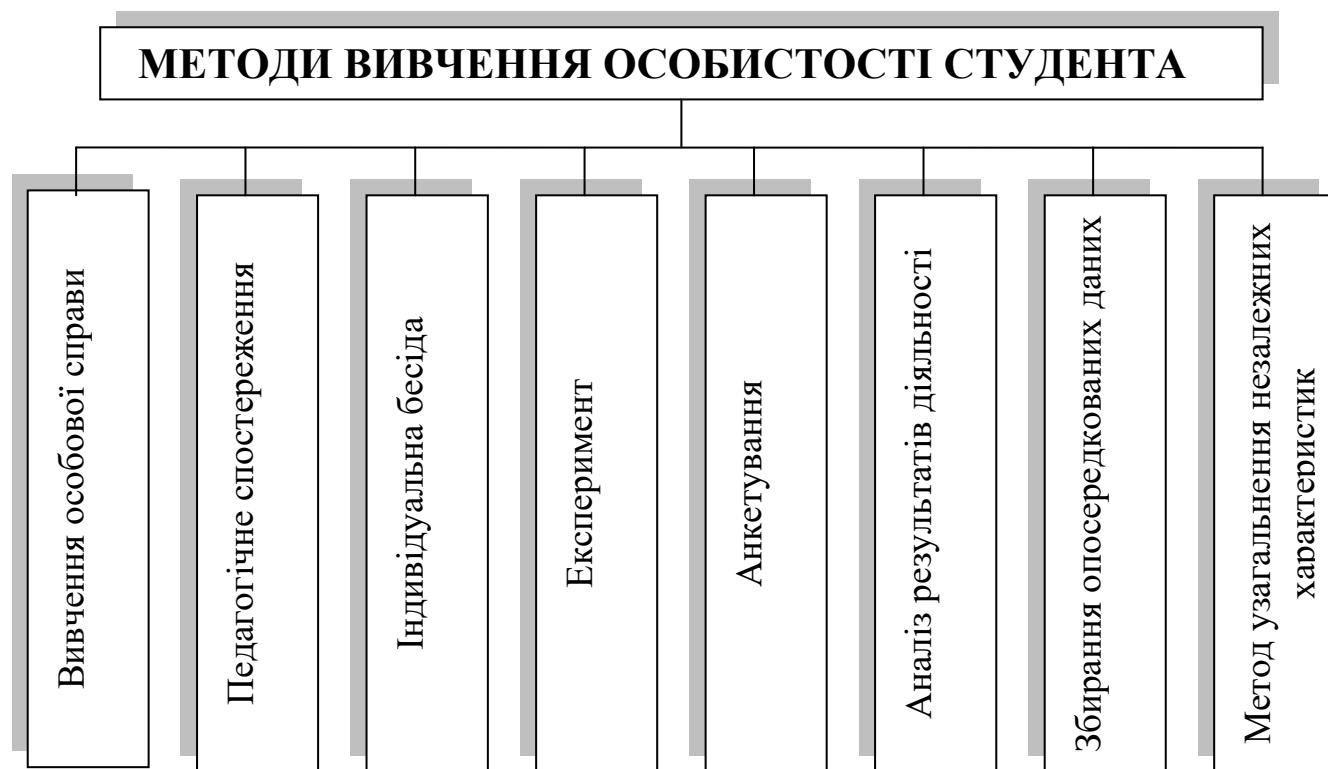 МЕТОДИ ВИВЧЕННЯ ОСОБИСТОСТІ СТУДЕНТА
Вивчення особової справи
Педагогічне спостереження
Індивідуальна бесіда
Експеримент
Анкетування
Аналіз результатів діяльності
Збирання опосередкованих даних
Метод узагальнення незалежних
характеристик